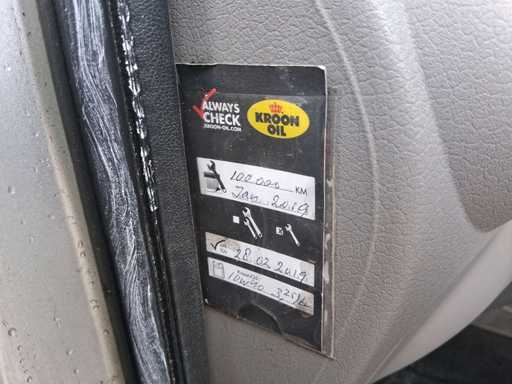 ALWAYS
CHECK
KROON-OIL.COM
KROON
OIL
100 000 KM
Jan 2019
28 02 2019
10W40